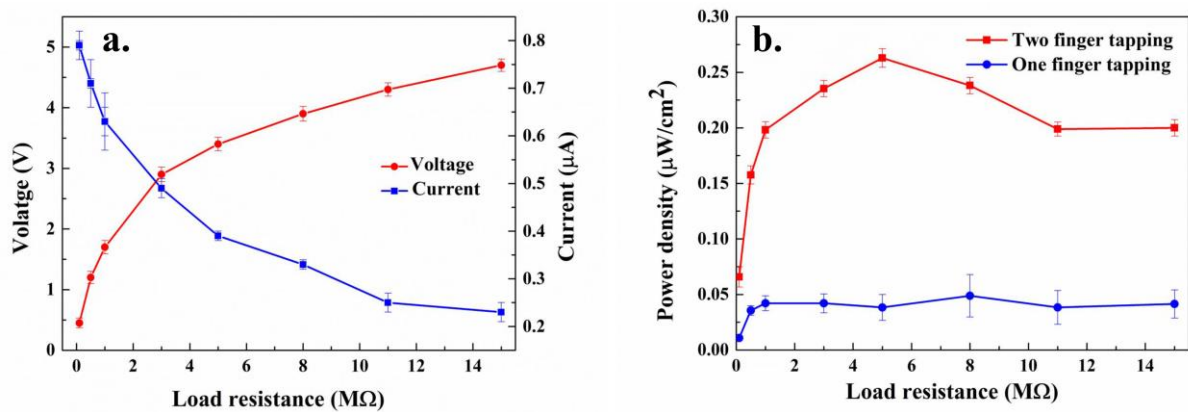 a.
Volatge (V)
5
4
3
2
1
0
0 2 4 6 8 10 12 14
Load resistance (MΩ)
Voltage
Current
0.8
0.7
0.6
0.5
0.4
0.3
0.2
Current (μA)
b.
Power density (μW/cm²)
0.30
0.25
0.20
0.15
0.10
0.05
0.00
0 2 4 6 8 10 12 14
Load resistance (MΩ)
Two finger tapping
One finger tapping